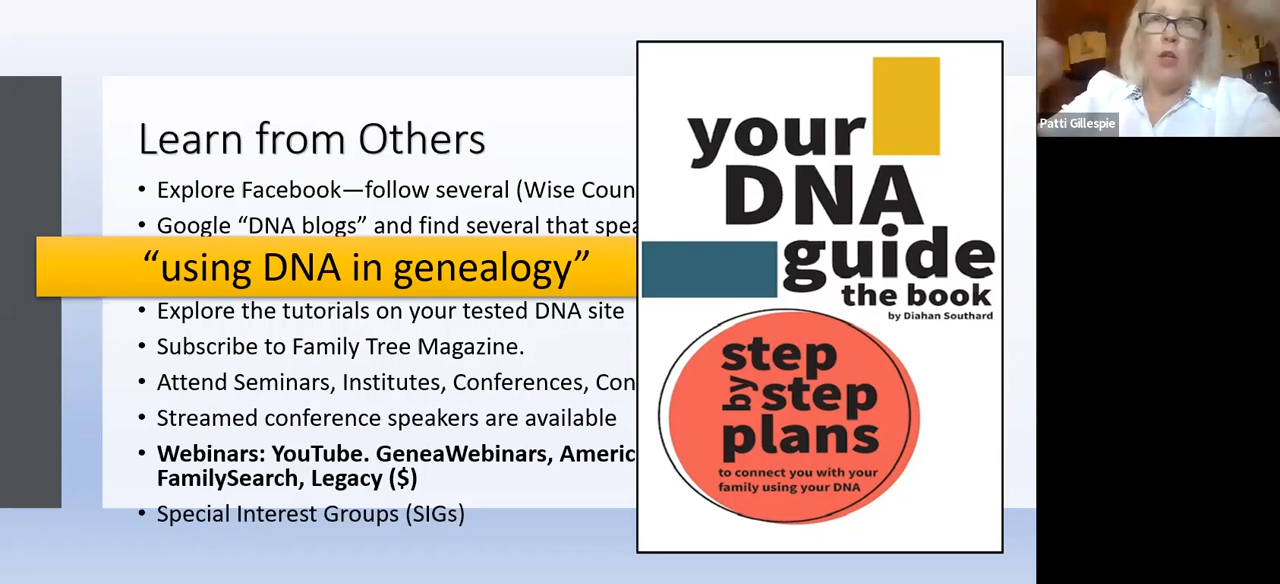 Learn from Others
• Explore Facebook—follow several (Wise Coun
• Google “DNA blogs” and find several that spea
“using DNA in genealogy”
• Explore the tutorials on your tested DNA site
• Subscribe to Family Tree Magazine.
• Attend Seminars, Institutes, Conferences, Con
• Streamed conference speakers are available
• Webinars: YouTube. GeneaWebinars, Americ
FamilySearch, Legacy ($)
• Special Interest Groups (SIGs)
your
DNA
guide
the book
by Diahan Southard
step
by step
plans
to connect you with your
family using your DNA
Patti Gillespie